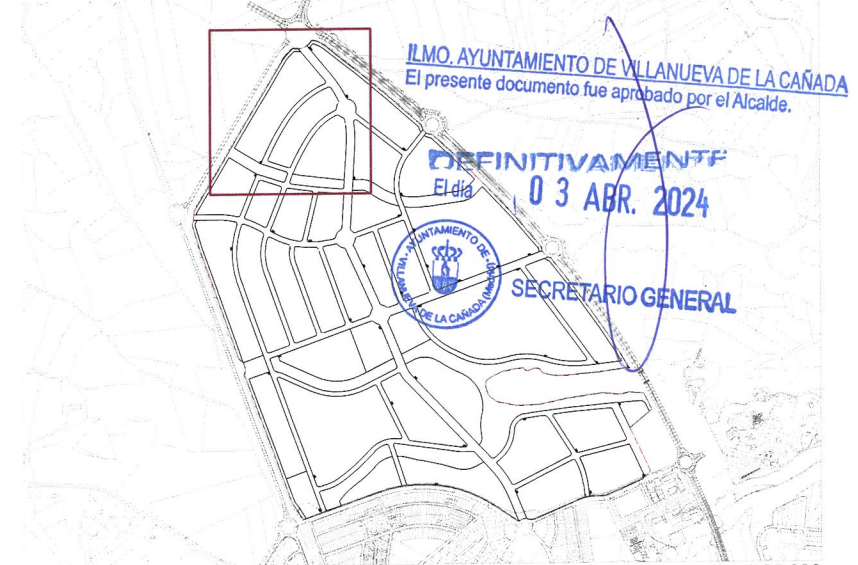 ILMO. AYUNTAMIENTO DE VILLANUEVA DE LA CAÑADA
El presente documento fue aprobado por el Alcalde.
DEFINITIVAMENTE
El día 03 ABR. 2024
SECRETARIO GENERAL
AYUNTAMIENTO DE
VILLANUEVA DE LA CAÑADA (Madrid)